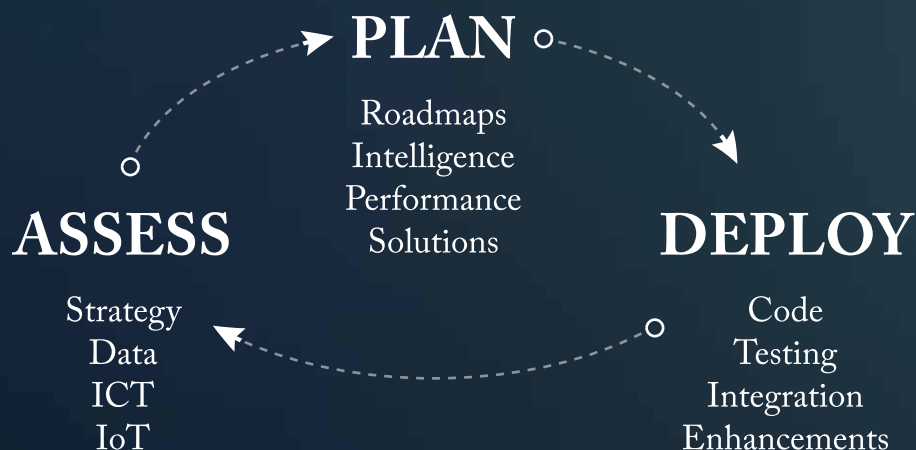 PLAN
Roadmaps
Intelligence
Performance
Solutions
ASSESS
Strategy
Data
ICT
IoT
DEPLOY
Code
Testing
Integration
Enhancements